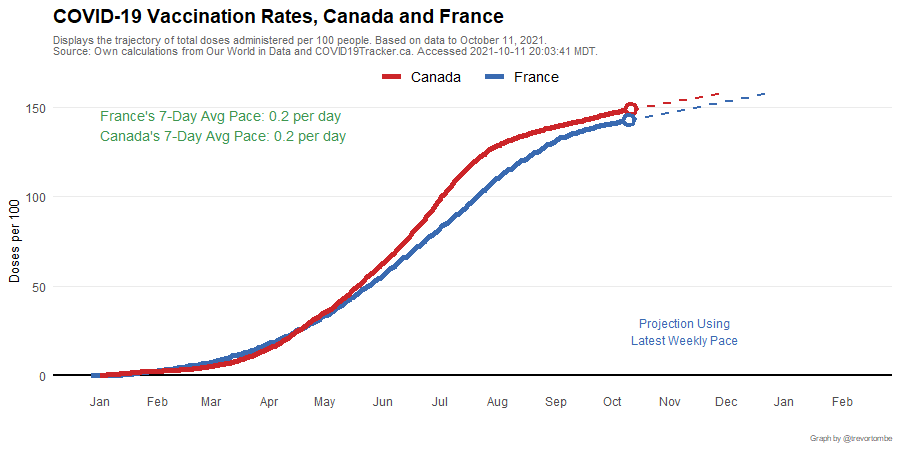 COVID-19 Vaccination Rates, Canada and France
Displays the trajectory of total doses administered per 100 people. Based on data to October 11, 2021.
Source: Own calculations from Our World in Data and COVID19Tracker.ca. Accessed 2021-10-11 20:03:41 MDT.
Canada France
150
France's 7-Day Avg Pace: 0.2 per day
Canada's 7-Day Avg Pace: 0.2 per day
100
Doses per 100
50
Projection Using
Latest Weekly Pace
0
Jan Feb Mar Apr May Jun Jul Aug Sep Oct Nov Dec Jan Feb
Graph by @trevortombe